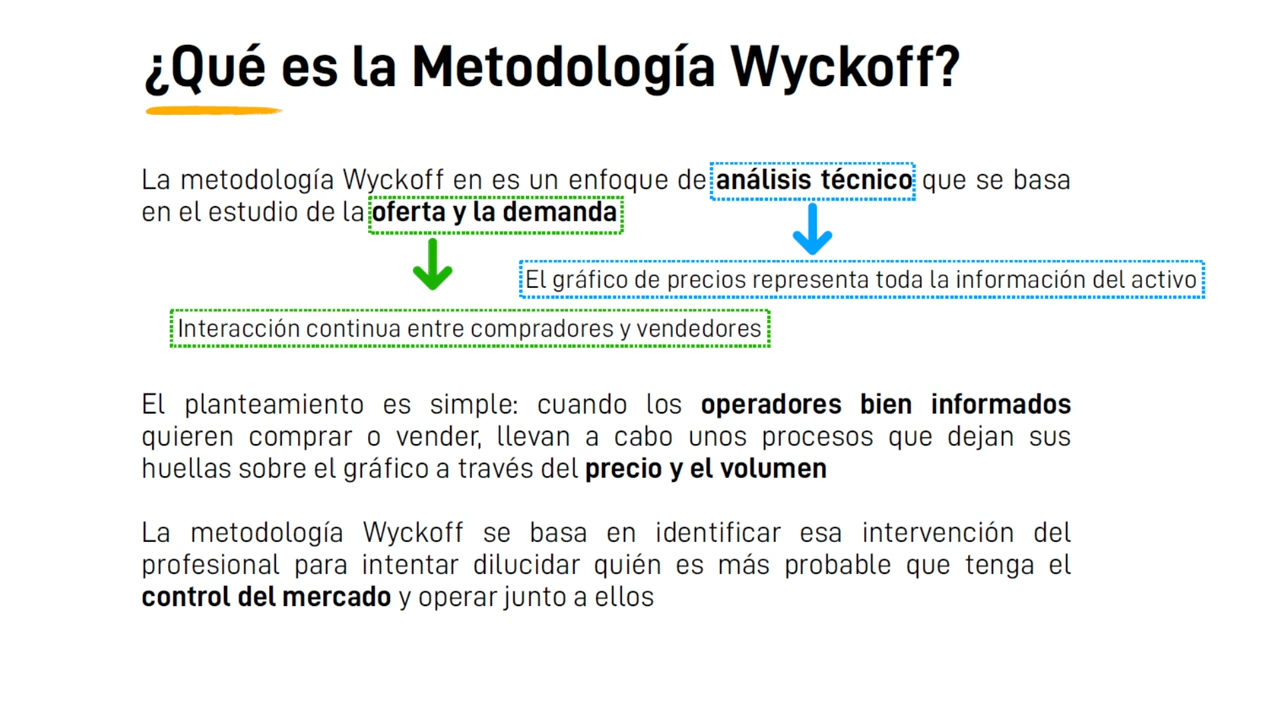 ¿Qué es la Metodología Wyckoff?
La metodología Wyckoff en es un enfoque de análisis técnico que se basa
en el estudio de la oferta y la demanda
El gráfico de precios representa toda la información del activo
Interacción continua entre compradores y vendedores
El planteamiento es simple: cuando los operadores bien informados
quieren comprar o vender, llevan a cabo unos procesos que dejan sus
huellas sobre el gráfico a través del precio y el volumen
La metodología Wyckoff se basa en identificar esa intervención del
profesional para intentar dilucidar quién es más probable que tenga el
control del mercado y operar junto a ellos